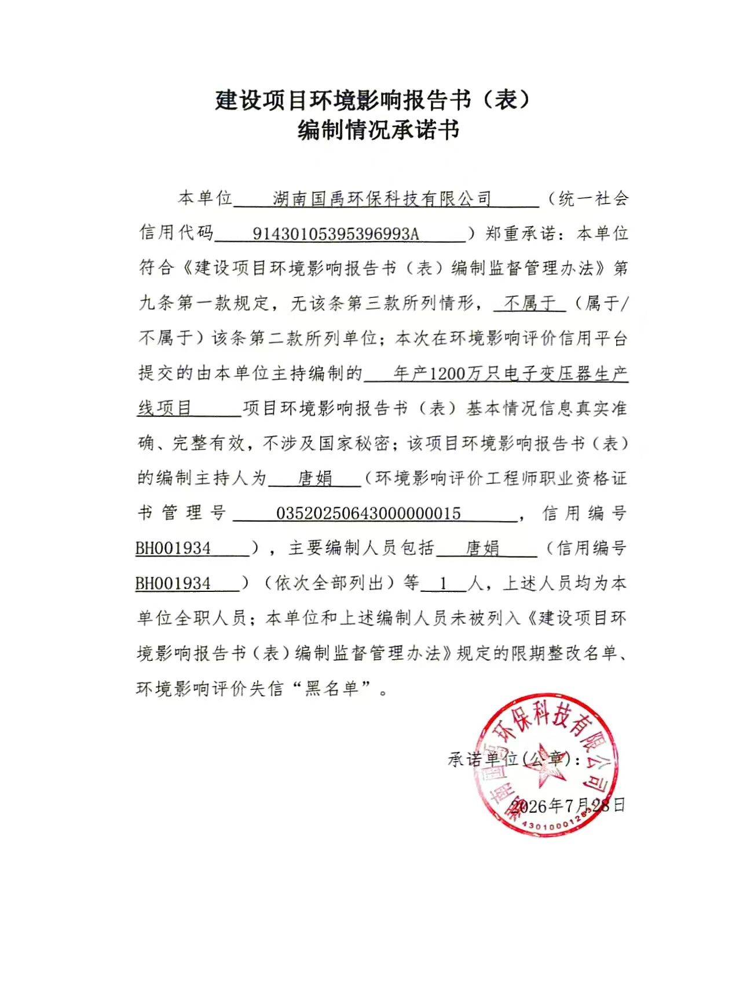 建设项目环境影响报告书（表）
编制情况承诺书
本单位 湖南国禹环保科技有限公司 （统一社会
信用代码 91430105395396993A ）郑重承诺：本单位
符合《建设项目环境影响报告书（表）编制监督管理办法》第
九条第一款规定，无该条第三款所列情形， 不属于 （属于/
不属于）该条第二款所列单位；本次在环境影响评价信用平台
提交的由本单位主持编制的 年产1200万只电子变压器生产
线项目 项目环境影响报告书（表）基本情况信息真实准
确、完整有效，不涉及国家秘密；该项目环境影响报告书（表）
的编制主持人为 唐娟 （环境影响评价工程师职业资格证
书管理号 03520250643000000015 ，信用编号
BH001934 ），主要编制人员包括 唐娟 （信用编号
BH001934 ）（依次全部列出）等 1 人，上述人员均为本
单位全职人员；本单位和上述编制人员未被列入《建设项目环
境影响报告书（表）编制监督管理办法》规定的限期整改名单、
环境影响评价失信“黑名单”。
湖南国禹环保科技有限公司
承诺单位(公章)：
2026年7月28日